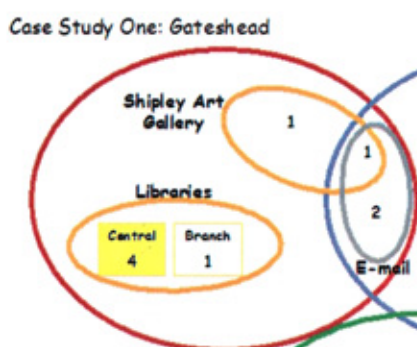 Case Study One: Gateshead
Shipley Art
Gallery
1
1
Libraries
2
Central
Branch
4
1
E-mail